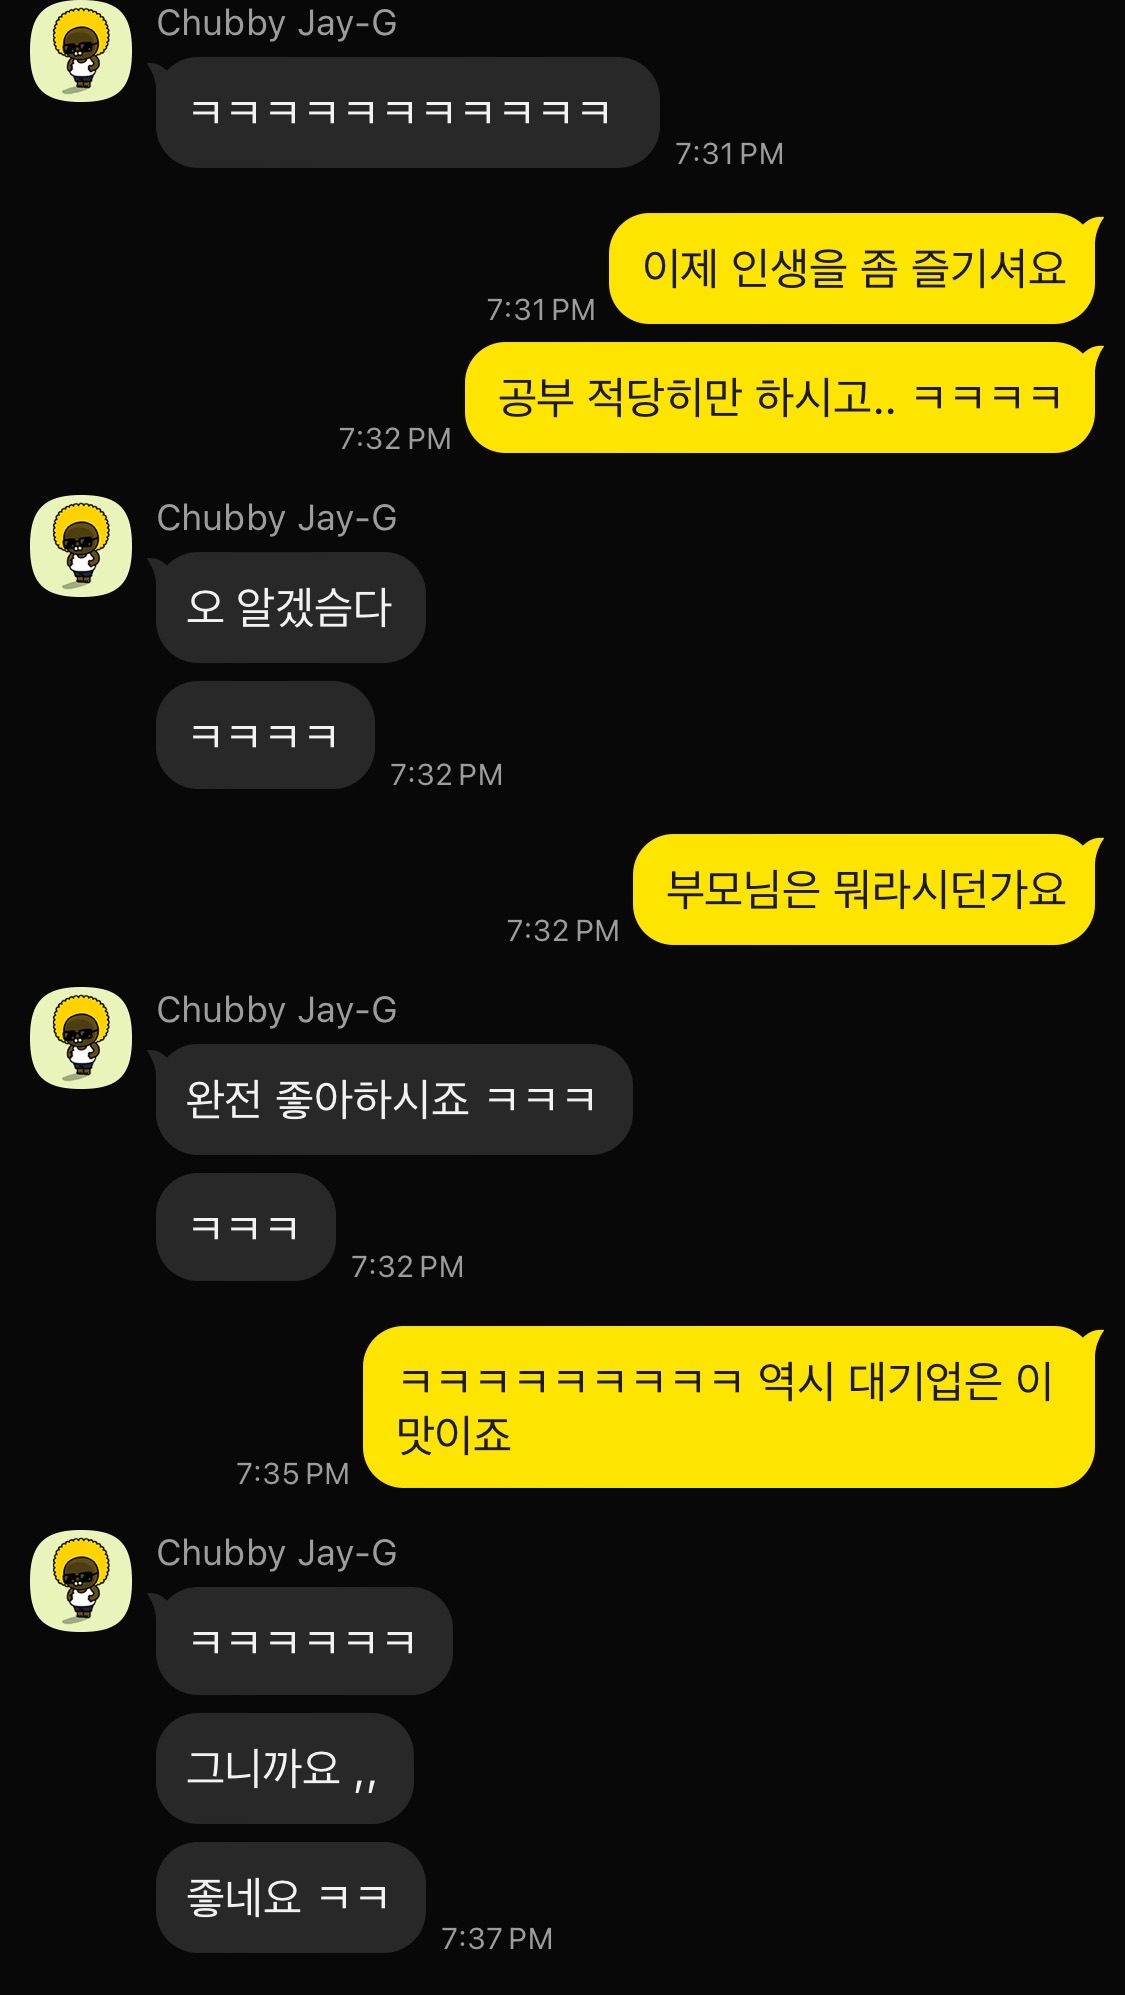 Chubby Jay-G
ㅋㅋㅋㅋㅋㅋㅋㅋㅋㅋㅋ
7:31 PM
이제 인생을 좀 즐기셔요
7:31 PM
공부 적당히만 하시고.. ㅋㅋㅋㅋ
7:32 PM
Chubby Jay-G
오 알겠슴다
ㅋㅋㅋㅋ
7:32 PM
부모님은 뭐라시던가요
7:32 PM
Chubby Jay-G
완전 좋아하시죠 ㅋㅋㅋ
ㅋㅋㅋ
7:32 PM
ㅋㅋㅋㅋㅋㅋㅋㅋㅋ 역시 대기업은 이
맛이죠
7:35 PM
Chubby Jay-G
ㅋㅋㅋㅋㅋㅋ
그니까요 ,,
좋네요 ㅋㅋ
7:37 PM